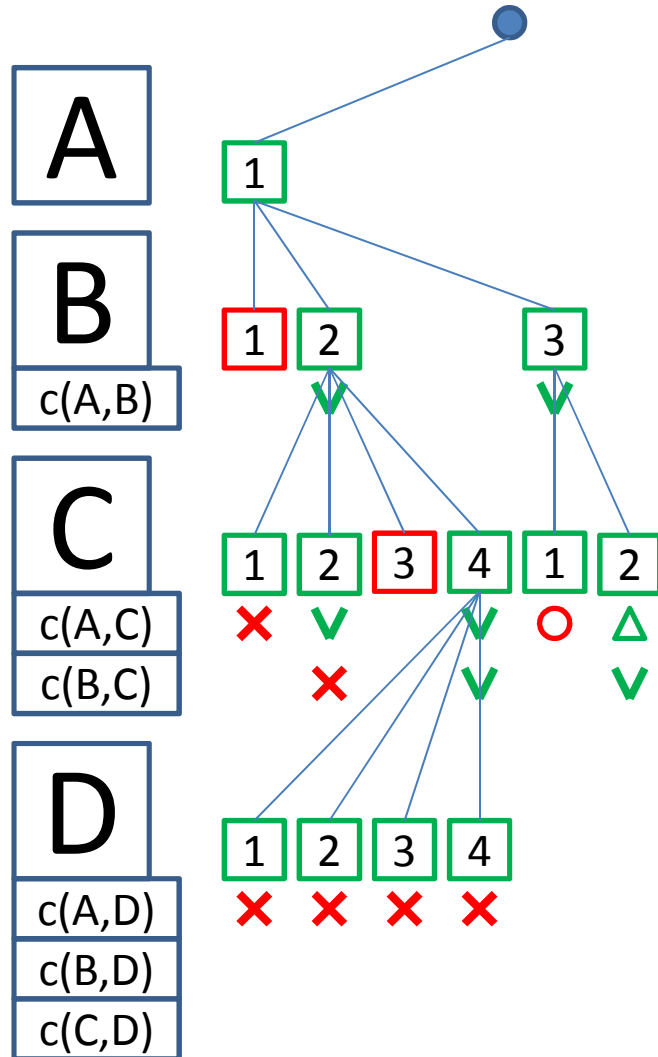 A
1
B
1 2 3
c(A,B)
C
1 2 3 4 1 2
c(A,C)
c(B,C)
D
1 2 3 4
c(A,D)
c(B,D)
c(C,D)